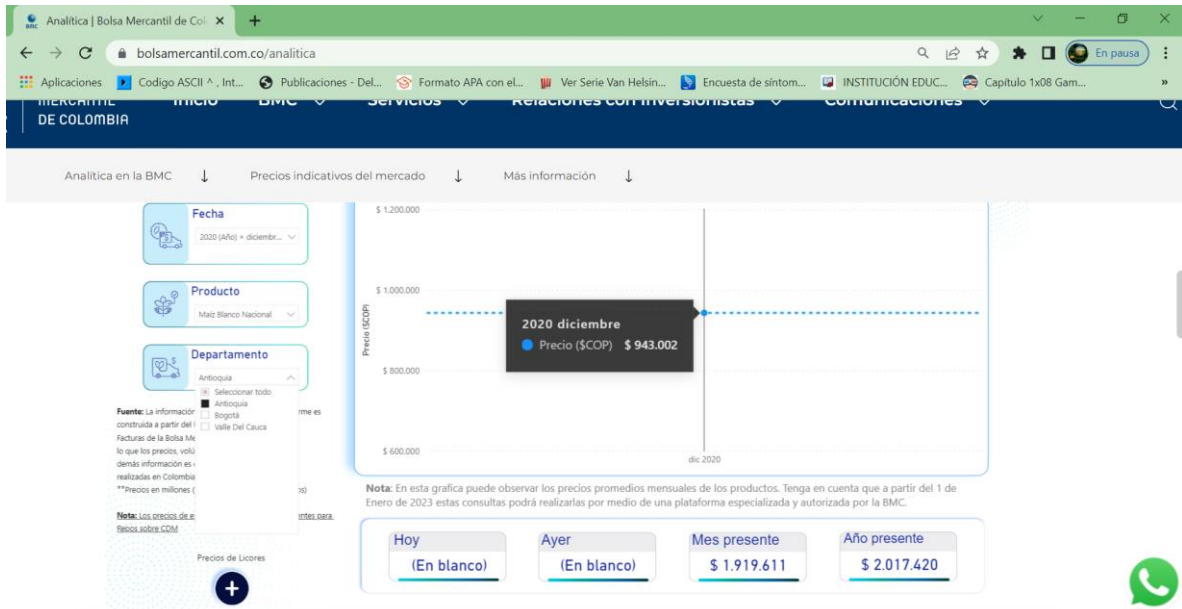 Analítica | Bolsa Mercantil de Col
bolsamercantil.com.co/analitica
En pausa
Aplicaciones
Codigo ASCII ^ , Int...
Publicaciones - Del...
Formato APA con el...
Ver Serie Van Helsin...
Encuesta de síntom...
INSTITUCIÓN EDUC...
Capítulo 1x08 Gam...
»
MERCANTIL
DE COLOMBIA
Inicio
BMC
Servicios
Relaciones con Inversionistas
Comunicaciones
Analítica en la BMC
Precios indicativos del mercado
Más información
Fecha
2020 (Año) + diciembr...
Producto
Maíz Blanco Nacional
Departamento
Antioquia
Seleccionar todo
Antioquia
Bogotá
Valle Del Cauca
Fuente: La información
rme es
construida a partir del
Facturas de la Bolsa Me
lo que los precios, volú
demás información es
realizadas en Colombia
**Precios en millones (
os)
Nota: Los precios de
entes para
Repos sobre CDM
Precios de Licores
+
Precio ($COP)
$ 1.200.000
$ 1.000.000
$ 800.000
$ 600.000
2020 diciembre
Precio ($COP) $ 943.002
dic 2020
Nota: En esta grafica puede observar los precios promedios mensuales de los productos. Tenga en cuenta que a partir del 1 de
Enero de 2023 estas consultas podrá realizarlas por medio de una plataforma especializada y autorizada por la BMC.
Hoy
(En blanco)
Ayer
(En blanco)
Mes presente
$ 1.919.611
Año presente
$ 2.017.420